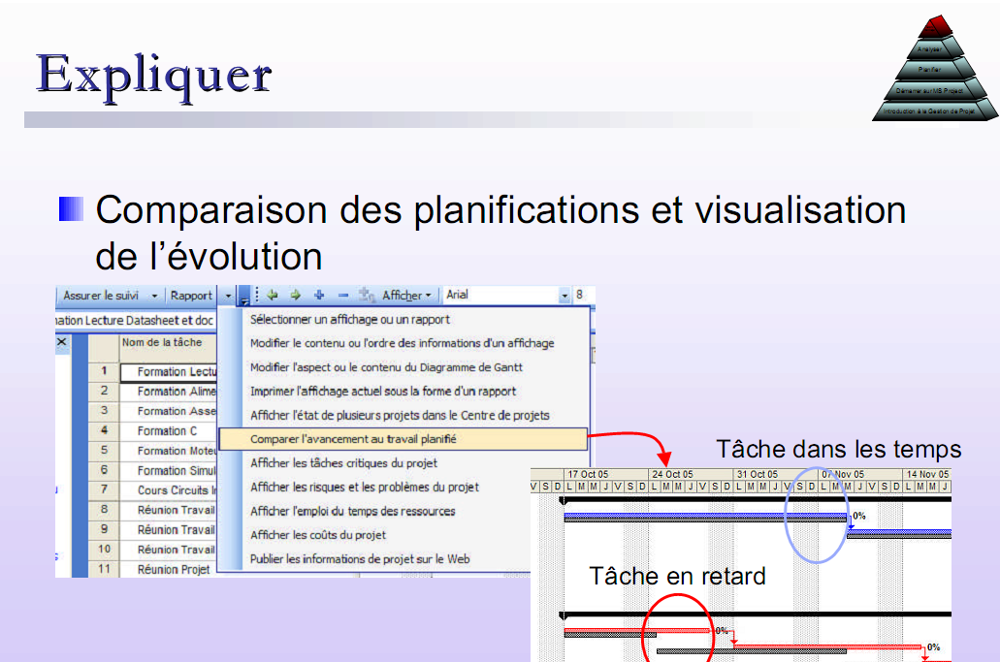 Expliquer
Analyser
Planifier
Démarrer sur MS Project
Introduction à la Gestion de Projet
Comparaison des planifications et visualisation
de l’évolution
Assurer le suivi Rapport Afficher Arial 8
nation Lecture Datasheet et doc
Nom de la tâche
Sélectionner un affichage ou un rapport
Modifier le contenu ou l'ordre des informations d'un affichage
Modifier l'aspect ou le contenu du Diagramme de Gantt
Imprimer l'affichage actuel sous la forme d'un rapport
Afficher l'état de plusieurs projets dans le Centre de projets
Comparer l'avancement au travail planifié
Afficher les tâches critiques du projet
Afficher les risques et les problèmes du projet
Afficher l'emploi du temps des ressources
Afficher les coûts du projet
Publier les informations de projet sur le Web
1 Formation Lectu
2 Formation Alime
3 Formation Asse
4 Formation C
5 Formation Moteu
6 Formation Simul
7 Cours Circuits I
8 Réunion Travail
9 Réunion Travail
10 Réunion Travail
11 Réunion Projet
Tâche dans les temps
17 Oct 05 24 Oct 05 31 Oct 05 07 Nov 05 14 Nov 05
V S D L M M J V S D L M M J V S D L M M J V S D L M M J V S D L M M J
0%
Tâche en retard
0%
0%